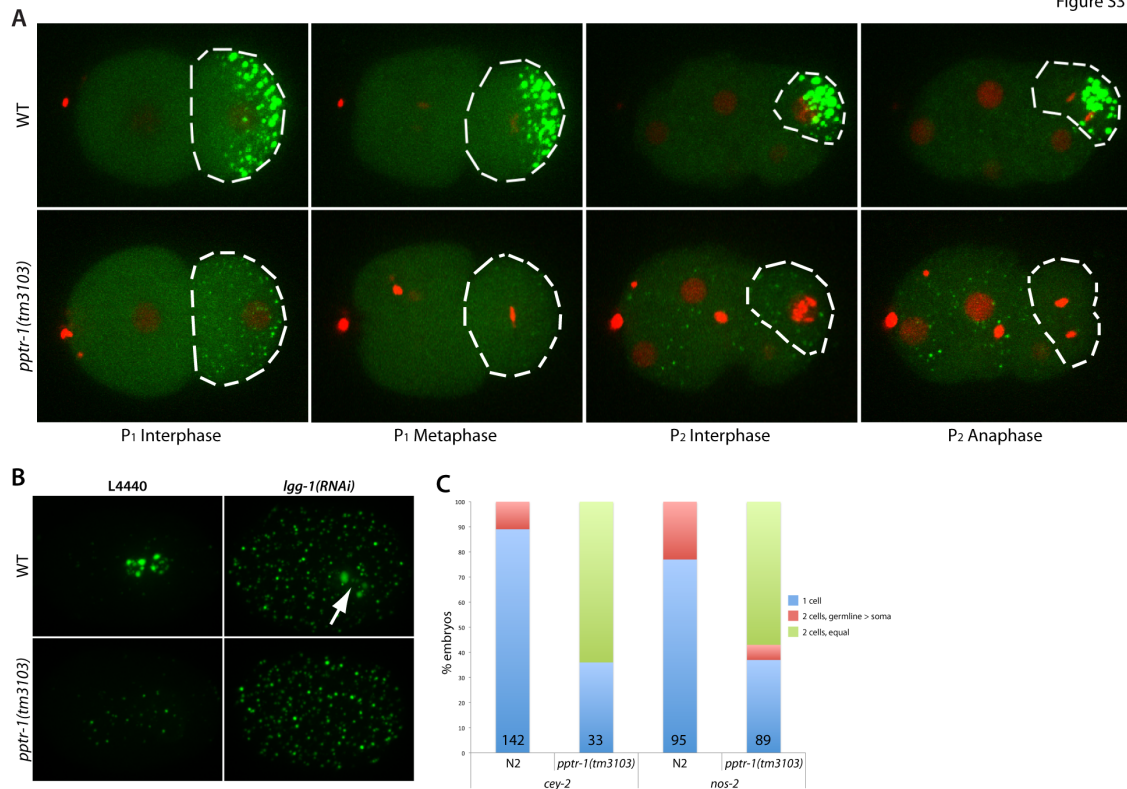 Figure S3
A
WT
pptr-1(tm3103)
P1 Interphase
P1 Metaphase
P2 Interphase
P2 Anaphase
B
L4440
lgg-1(RNAi)
WT
pptr-1(tm3103)
C
% embryos
100
90
80
70
60
50
40
30
20
10
0
142
33
95
89
N2
pptr-1(tm3103)
N2
pptr-1(tm3103)
cey-2
nos-2
1 cell
2 cells, germline > soma
2 cells, equal